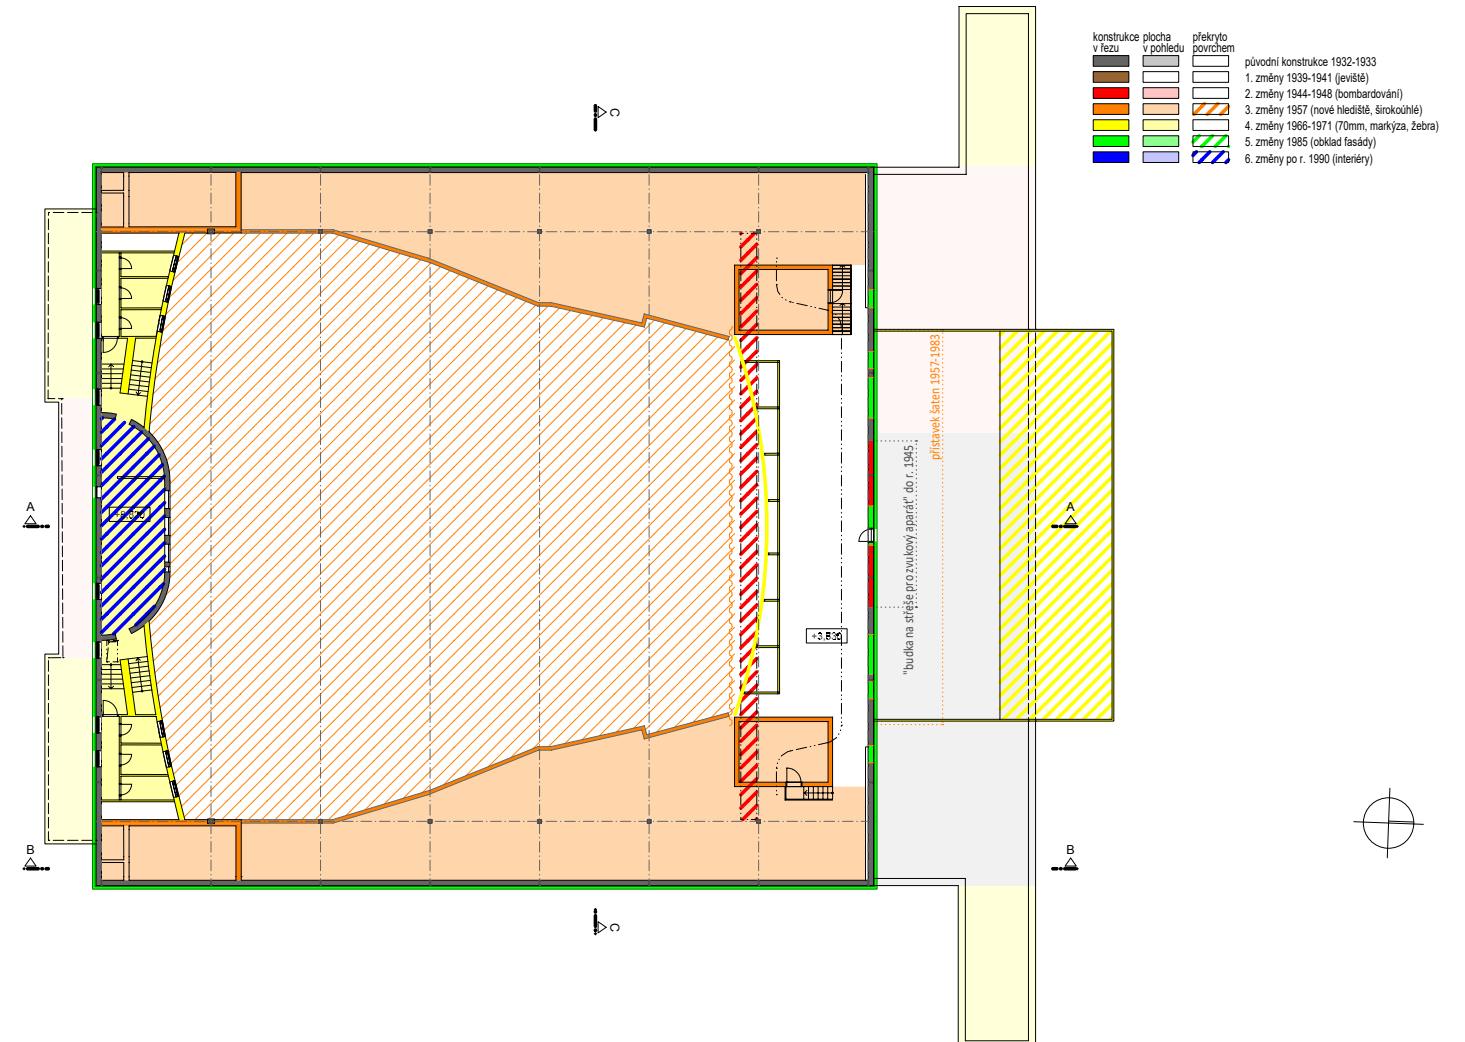 konstrukce plocha překryto
v řezu v pohledu povrchem
původní konstrukce 1932-1933
1. změny 1939-1941 (jeviště)
2. změny 1944-1948 (bombardování)
3. změny 1957 (nové hlediště, širokoúhlé)
4. změny 1966-1971 (70mm, markýza, žebra)
5. změny 1985 (obklad fasády)
6. změny po r. 1990 (interiéry)
C
přístavek šaten 1957-1983
"budka na střeše pro zvukový aparát" do r. 1945
A
A
B
B
C